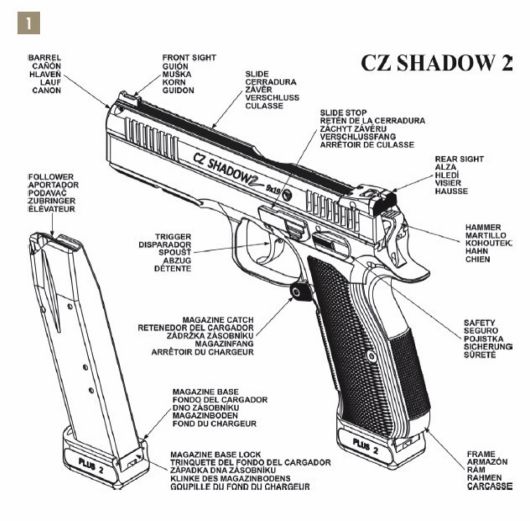 1
CZ SHADOW 2
BARREL
CAÑÓN
HLAVEŇ
LAUF
CANON
FRONT SIGHT
GUIÓN
MUŠKA
KORN
GUIDON
SLIDE
CERRADURA
ZÁVĚR
VERSCHLUSS
CULASSE
SLIDE STOP
RETÉN DE LA CERRADURA
ZÁCHYT ZÁVĚRU
VERSCHLUSSFANG
ARRÊTOIR DE CULASSE
REAR SIGHT
ALZA
HLEDÍ
VISIER
HAUSSE
CZ SHADOW 2
9x19
FOLLOWER
APORTADOR
PODAVAČ
ZUBRINGER
ÉLÉVATEUR
TRIGGER
DISPARADOR
SPOUŠŤ
ABZUG
DÉTENTE
HAMMER
MARTILLO
KOHOUTEK
HAHN
CHIEN
MAGAZINE CATCH
RETENEDOR DEL CARGADOR
ZÁDRŽKA ZÁSOBNÍKU
MAGAZINFANG
ARRÊTOIR DU CHARGEUR
SAFETY
SEGURO
POJISTKA
SICHERUNG
SÛRETÉ
MAGAZINE BASE
FONDO DEL CARGADOR
DNO ZÁSOBNÍKU
MAGAZINBODEN
FOND DU CHARGEUR
MAGAZINE BASE LOCK
TRINQUETE DEL FONDO DEL CARGADOR
ZÁPADKA DNA ZÁSOBNÍKU
KLINKE DES MAGAZINBODENS
GOUPILLE DU FOND DU CHARGEUR
PLUS 2
PLUS 2
FRAME
ARMAZÓN
RÁM
RAHMEN
CARCASSE